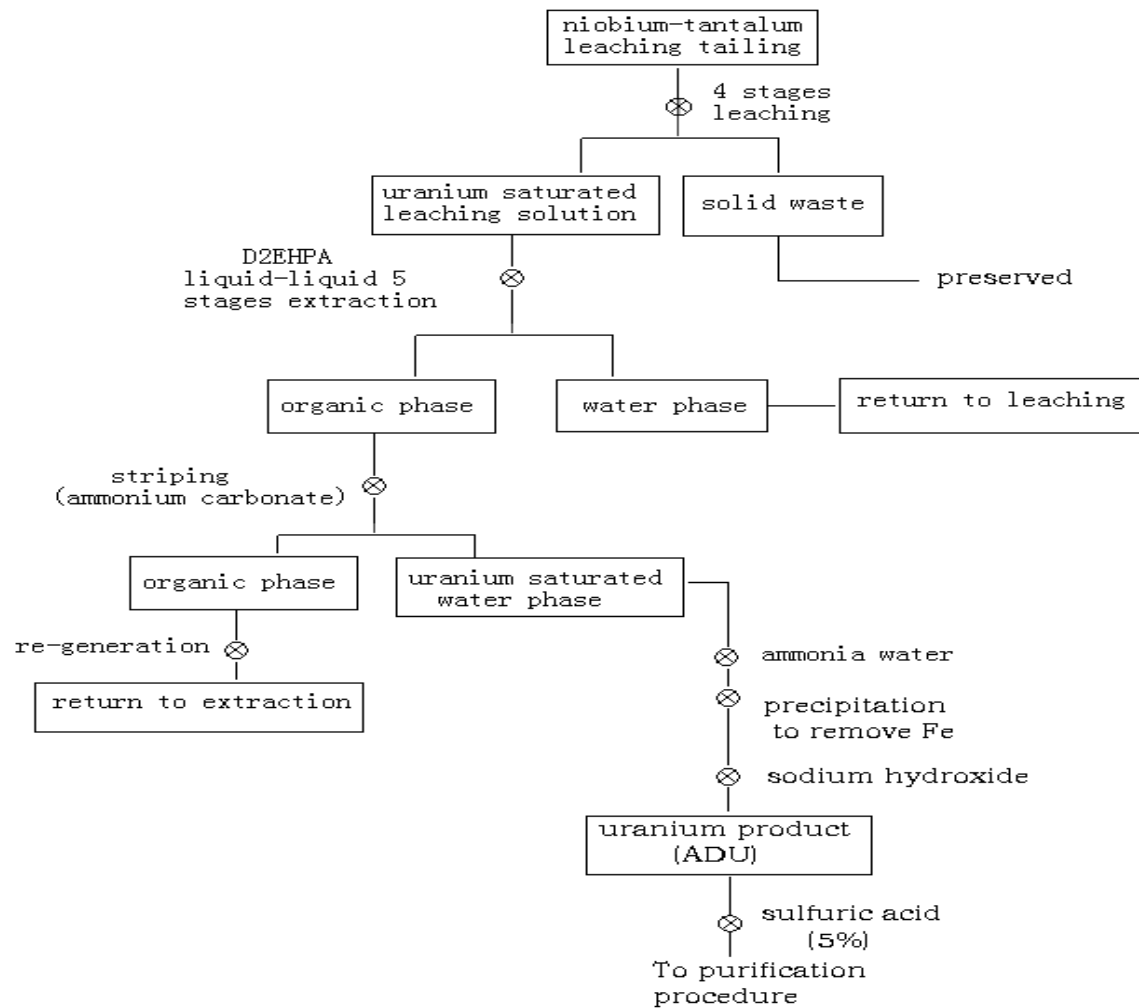 niobium-tantalum
leaching tailing
4 stages
leaching
uranium saturated
leaching solution
solid waste
D2EHPA
liquid-liquid 5
stages extraction
preserved
organic phase
water phase
return to leaching
striping
(ammonium carbonate)
organic phase
uranium saturated
water phase
re-generation
ammonia water
return to extraction
precipitation
to remove Fe
sodium hydroxide
uranium product
(ADU)
sulfuric acid
(5%)
To purification
procedure